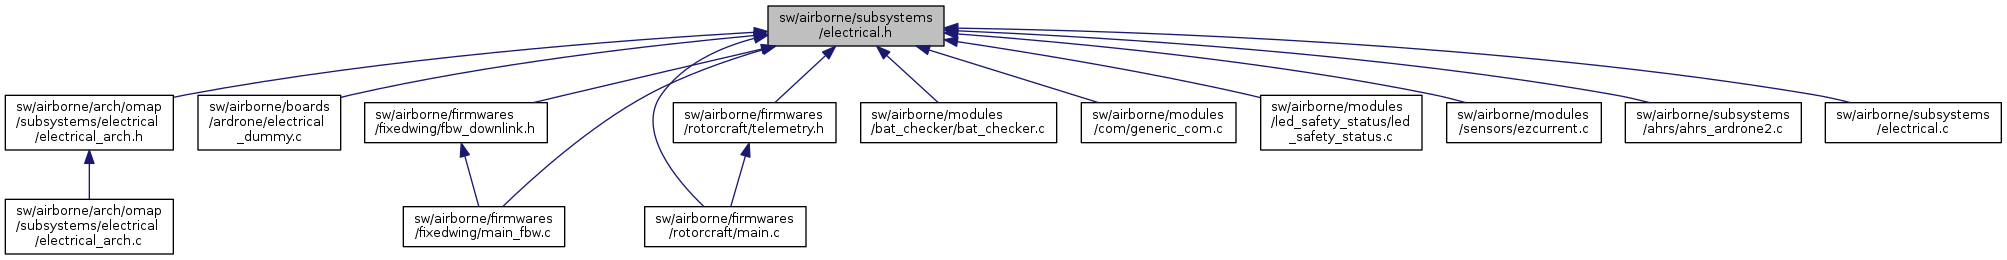 sw/airborne/subsystems
/electrical.h
sw/airborne/arch/omap
/subsystems/electrical
/electrical_arch.h
sw/airborne/boards
/ardrone/electrical
_dummy.c
sw/airborne/firmwares
/fixedwing/fbw_downlink.h
sw/airborne/firmwares
/rotorcraft/telemetry.h
sw/airborne/modules
/bat_checker/bat_checker.c
sw/airborne/modules
/com/generic_com.c
sw/airborne/modules
/led_safety_status/led
_safety_status.c
sw/airborne/modules
/sensors/ezcurrent.c
sw/airborne/subsystems
/ahrs/ahrs_ardrone2.c
sw/airborne/subsystems
/electrical.c
sw/airborne/arch/omap
/subsystems/electrical
/electrical_arch.c
sw/airborne/firmwares
/fixedwing/main_fbw.c
sw/airborne/firmwares
/rotorcraft/main.c